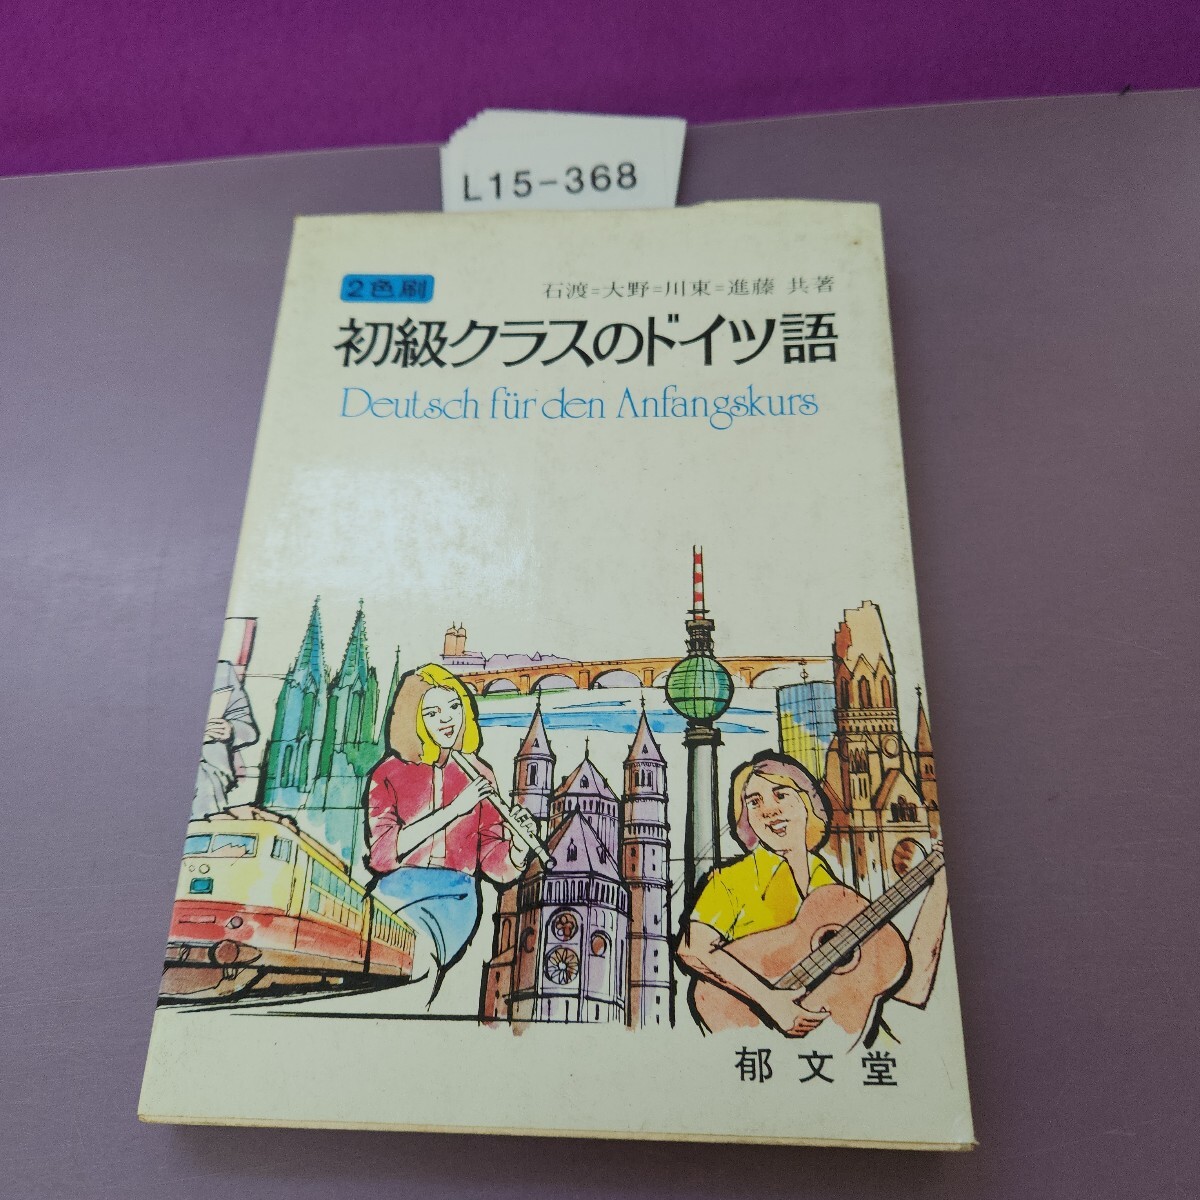 L15-368
2色刷
石渡=大野=川東=進藤 共著
初級クラスのドイツ語
Deutsch für den Anfangskurs
郁文堂